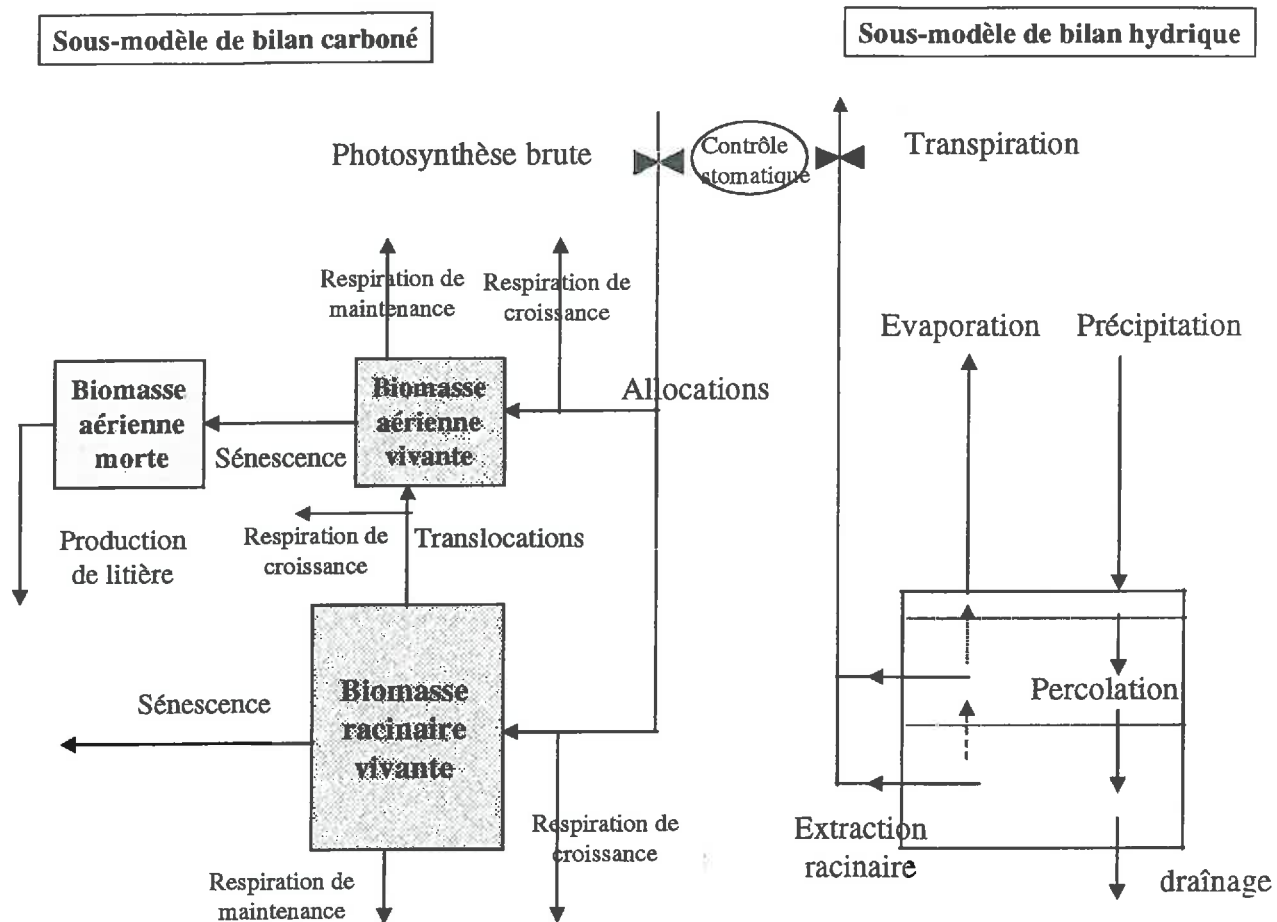 Sous-modèle de bilan carboné
Sous-modèle de bilan hydrique
Photosynthèse brute
Contrôle
stomatique
Transpiration
Respiration de
maintenance
Respiration de
croissance
Evaporation
Précipitation
Biomasse
aérienne
morte
Sénescence
Biomasse
aérienne
vivante
Allocations
Production
de litière
Respiration de
croissance
Translocations
Sénescence
Biomasse
racinaire
vivante
Percolation
Respiration de
maintenance
Respiration de
croissance
Extraction
racinaire
draînage